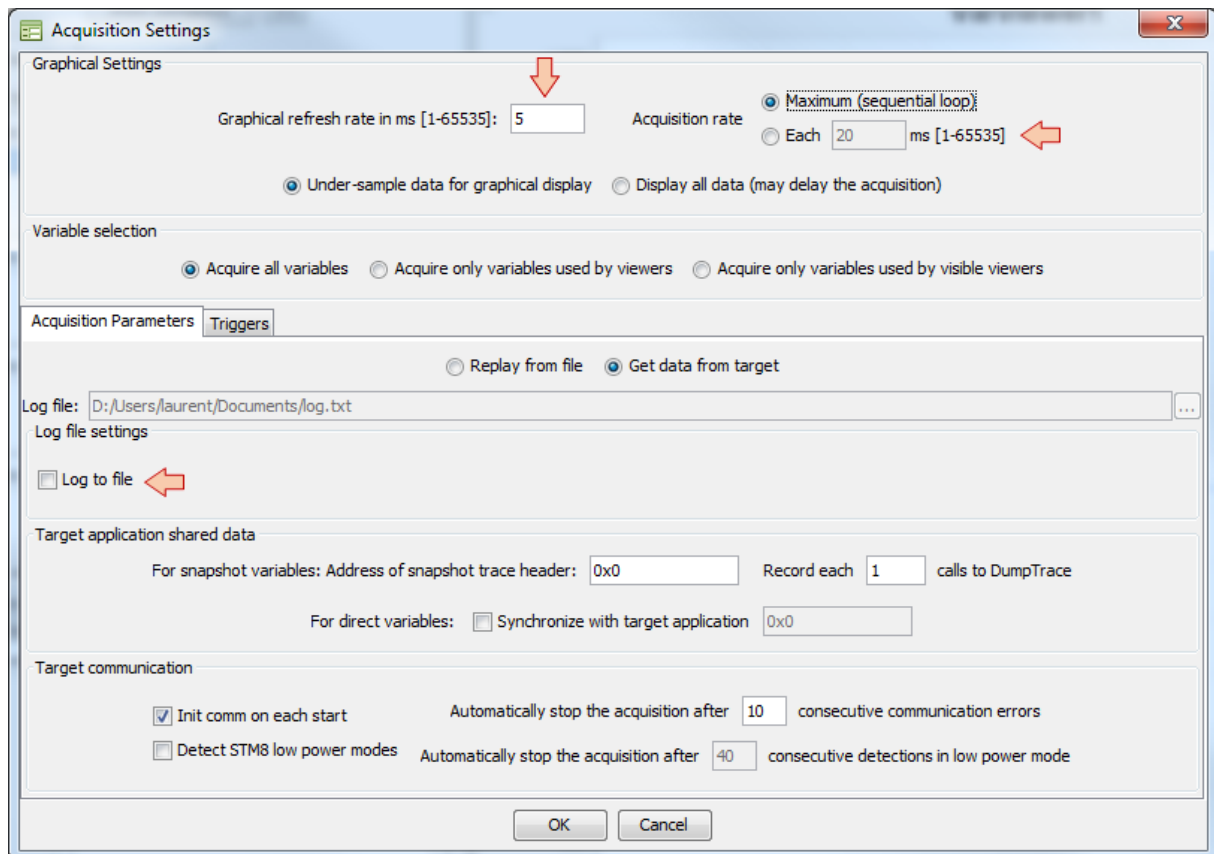 Acquisition Settings
Graphical Settings
Graphical refresh rate in ms [1-65535]: 5 Acquisition rate Maximum (sequential loop)
Each 20 ms [1-65535]
Under-sample data for graphical display Display all data (may delay the acquisition)
Variable selection
Acquire all variables Acquire only variables used by viewers Acquire only variables used by visible viewers
Acquisition Parameters Triggers
Replay from file Get data from target
Log file: D:/Users/laurent/Documents/log.txt ...
Log file settings
Log to file
Target application shared data
For snapshot variables: Address of snapshot trace header: 0x0 Record each 1 calls to DumpTrace
For direct variables: Synchronize with target application 0x0
Target communication
Init comm on each start Automatically stop the acquisition after 10 consecutive communication errors
Detect STM8 low power modes Automatically stop the acquisition after 40 consecutive detections in low power mode
OK Cancel